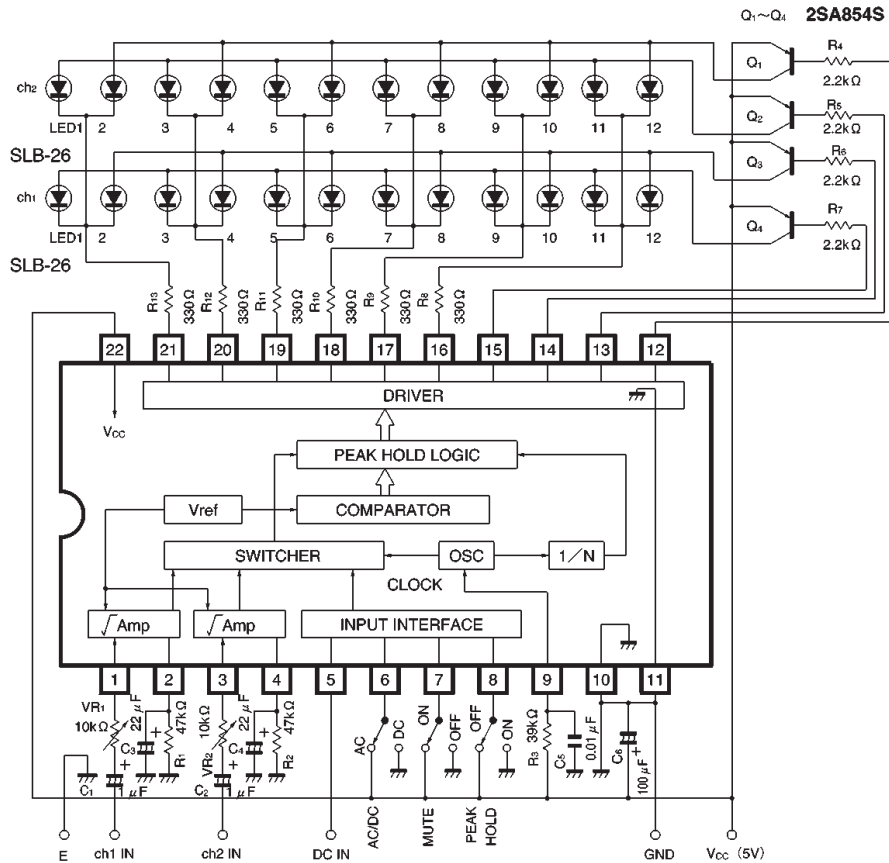 Q1~Q4 2SA854S
R4
Q1
2.2kΩ
ch2
R5
Q2
2.2kΩ
LED1 2 3 4 5 6 7 8 9 10 11 12
SLB-26
R6
Q3
2.2kΩ
ch1
R7
Q4
2.2kΩ
LED1 2 3 4 5 6 7 8 9 10 11 12
SLB-26
R13 330Ω R12 330Ω R11 330Ω R10 330Ω R9 330Ω R8 330Ω
22 21 20 19 18 17 16 15 14 13 12
DRIVER
VCC
PEAK HOLD LOGIC
Vref COMPARATOR
SWITCHER OSC 1/N
CLOCK
√Amp √Amp INPUT INTERFACE
1 2 3 4 5 6 7 8 9 10 11
VR1 10kΩ 22μF 47kΩ 10kΩ 22μF 47kΩ AC DC ON OFF OFF ON 39kΩ 0.01μF
C3 + R1 VR2 C4 + R2 R3 C5 C6 + 100μF
C1 + 1μF C2 + 1μF
AC/DC MUTE PEAK HOLD
E ch1 IN ch2 IN DC IN GND VCC (5V)